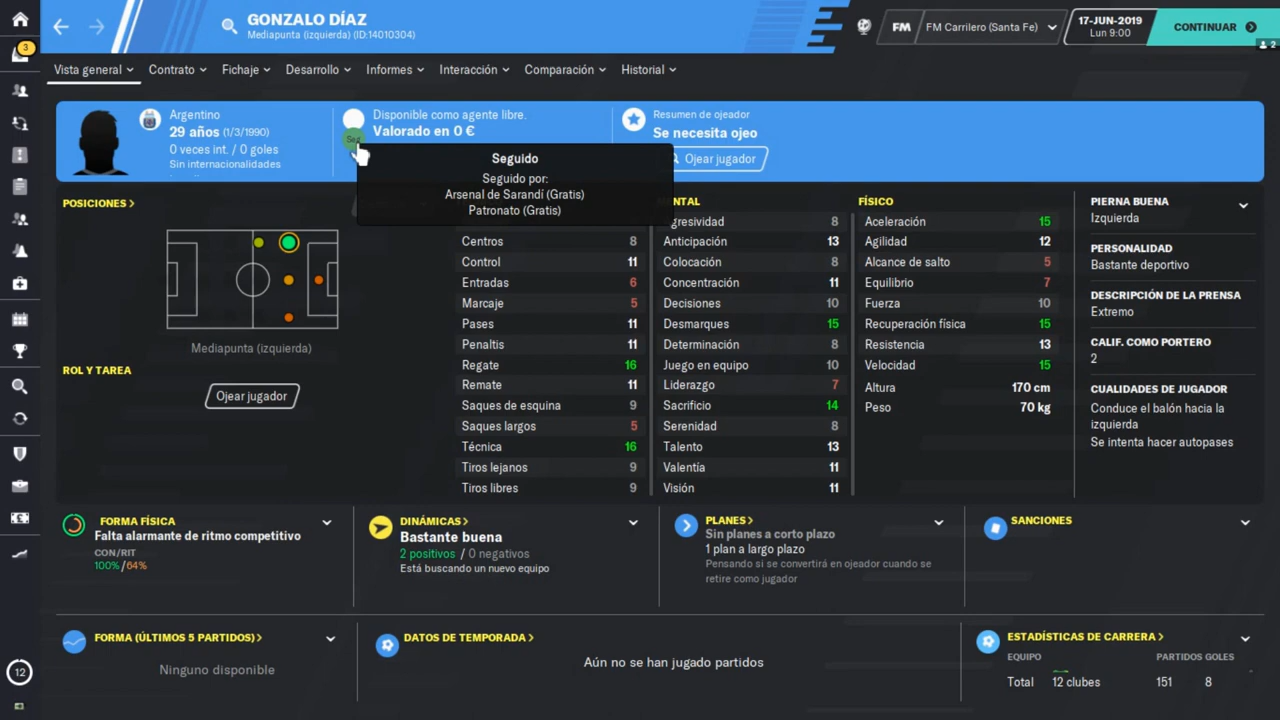 GONZALO DÍAZ
Mediapunta (izquierda) (ID:14010304)
FM
FM Carrilero (Santa Fe)
17-JUN-2019
Lun 9:00
CONTINUAR
2
3
Vista general
Contrato
Fichaje
Desarrollo
Informes
Interacción
Comparación
Historial
Argentino
29 años (1/3/1990)
0 veces int. / 0 goles
Sin internacionalidades
Disponible como agente libre.
Valorado en 0 €
Seg
Resumen de ojeador
Se necesita ojeo
Ojear jugador
Seguido
Seguido por:
Arsenal de Sarandí (Gratis)
Patronato (Gratis)
POSICIONES
Mediapunta (izquierda)
ROL Y TAREA
Ojear jugador
Centros 8
Control 11
Entradas 6
Marcaje 5
Pases 11
Penaltis 11
Regate 16
Remate 11
Saques de esquina 9
Saques largos 5
Técnica 16
Tiros lejanos 9
Tiros libres 9
NTAL
gresividad 8
Anticipación 13
Colocación 8
Concentración 11
Decisiones 10
Desmarques 15
Determinación 8
Juego en equipo 10
Liderazgo 7
Sacrificio 14
Serenidad 8
Talento 13
Valentía 11
Visión 11
FÍSICO
Aceleración 15
Agilidad 12
Alcance de salto 5
Equilibrio 7
Fuerza 10
Recuperación física 15
Resistencia 13
Velocidad 15
Altura 170 cm
Peso 70 kg
PIERNA BUENA
Izquierda
PERSONALIDAD
Bastante deportivo
DESCRIPCIÓN DE LA PRENSA
Extremo
CALIF. COMO PORTERO
2
CUALIDADES DE JUGADOR
Conduce el balón hacia la
izquierda
Se intenta hacer autopases
FORMA FÍSICA
Falta alarmante de ritmo competitivo
CON/RIT
100% /64%
DINÁMICAS
Bastante buena
2 positivos / 0 negativos
Está buscando un nuevo equipo
PLANES
Sin planes a corto plazo
1 plan a largo plazo
Pensando si se convertirá en ojeador cuando se
retire como jugador
SANCIONES
FORMA (ÚLTIMOS 5 PARTIDOS)
Ninguno disponible
DATOS DE TEMPORADA
Aún no se han jugado partidos
ESTADÍSTICAS DE CARRERA
EQUIPO PARTIDOS GOLES
Total 12 clubes 151 8
12